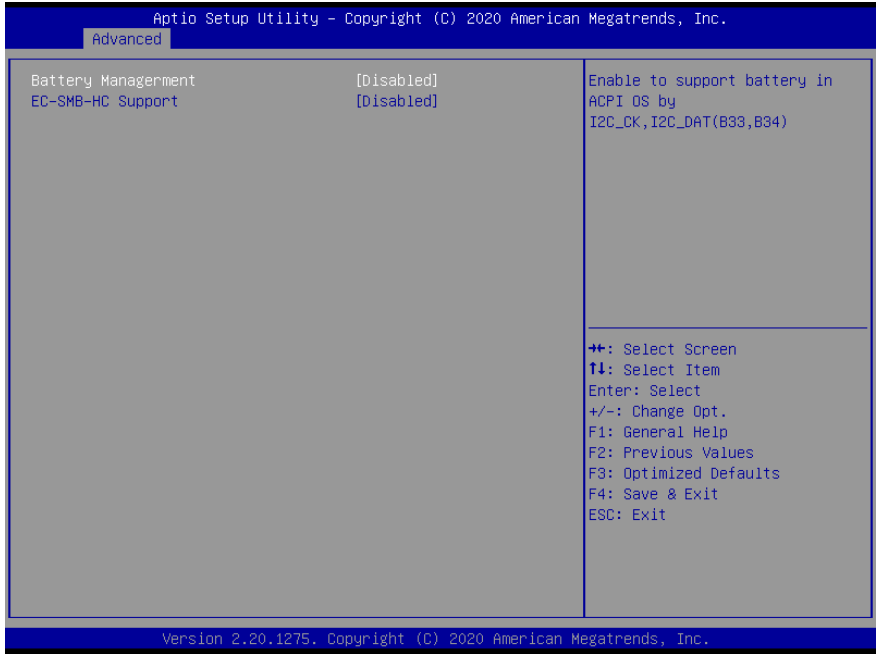 Aptio Setup Utility – Copyright (C) 2020 American Megatrends, Inc.
Advanced
Battery Managerment [Disabled]
EC-SMB-HC Support [Disabled]
Enable to support battery in
ACPI OS by
I2C_CK,I2C_DAT(B33,B34)
→←: Select Screen
↑↓: Select Item
Enter: Select
+/-: Change Opt.
F1: General Help
F2: Previous Values
F3: Optimized Defaults
F4: Save & Exit
ESC: Exit
Version 2.20.1275. Copyright (C) 2020 American Megatrends, Inc.